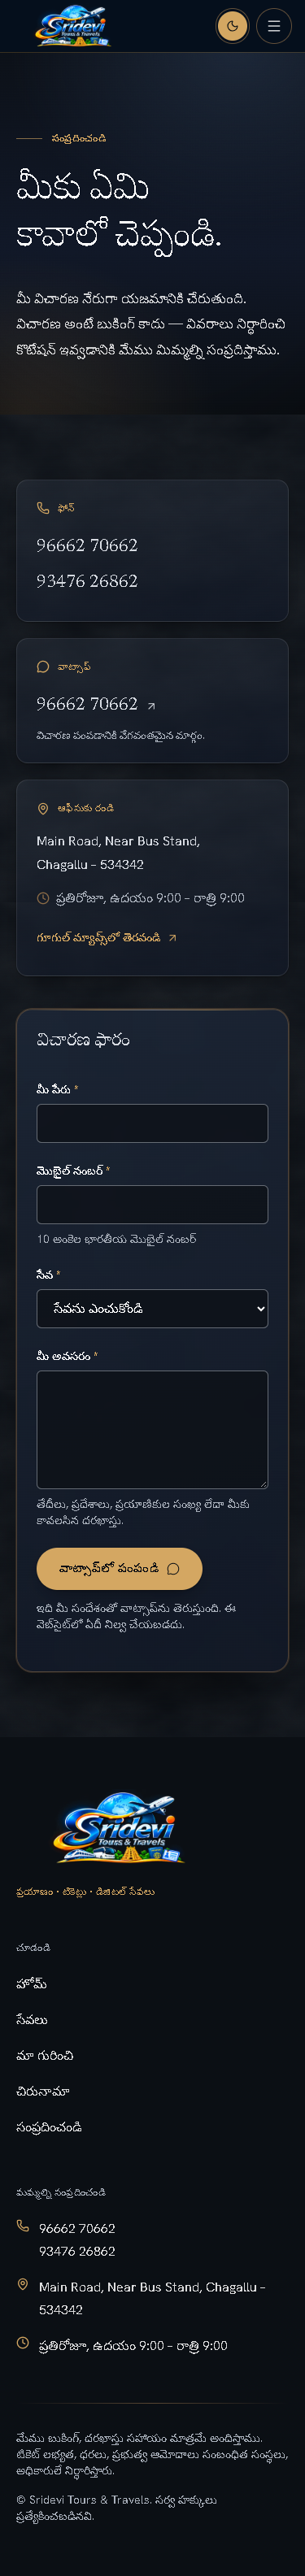 Sridevi
Tours & Travels
సంప్రదించండి
మీకు ఏమి
కావాలో చెప్పండి.
మీ విచారణ నేరుగా యజమానికి చేరుతుంది.
విచారణ అంటే బుకింగ్ కాదు — వివరాలు నిర్ధారించి
కొటేషన్ ఇవ్వడానికి మేము మిమ్మల్ని సంప్రదిస్తాము.
ఫోన్
96662 70662
93476 26862
వాట్సాప్
96662 70662
విచారణ పంపడానికి వేగవంతమైన మార్గం.
ఆఫీసుకు రండి
Main Road, Near Bus Stand,
Chagallu – 534342
ప్రతిరోజూ, ఉదయం 9:00 – రాత్రి 9:00
గూగుల్ మ్యాప్స్‌లో తెరవండి
విచారణ ఫారం
మీ పేరు *
మొబైల్ నంబర్ *
10 అంకెల భారతీయ మొబైల్ నంబర్
సేవ *
సేవను ఎంచుకోండి
మీ అవసరం *
తేదీలు, ప్రదేశాలు, ప్రయాణికుల సంఖ్య లేదా మీకు
కావలసిన దరఖాస్తు.
వాట్సాప్‌లో పంపండి
ఇది మీ సందేశంతో వాట్సాప్‌ను తెరుస్తుంది. ఈ
వెబ్‌సైట్‌లో ఏదీ నిల్వ చేయబడదు.
Sridevi
Tours & Travels
ప్రయాణం • టికెట్లు • డిజిటల్ సేవలు
చూడండి
హోమ్
సేవలు
మా గురించి
చిరునామా
సంప్రదించండి
మమ్మల్ని సంప్రదించండి
96662 70662
93476 26862
Main Road, Near Bus Stand, Chagallu –
534342
ప్రతిరోజూ, ఉదయం 9:00 – రాత్రి 9:00
మేము బుకింగ్, దరఖాస్తు సహాయం మాత్రమే అందిస్తాము.
టికెట్ లభ్యత, ధరలు, ప్రభుత్వ ఆమోదాలు సంబంధిత సంస్థలు,
అధికారులే నిర్ధారిస్తారు.
© Sridevi Tours & Travels. సర్వ హక్కులు
ప్రత్యేకించబడినవి.